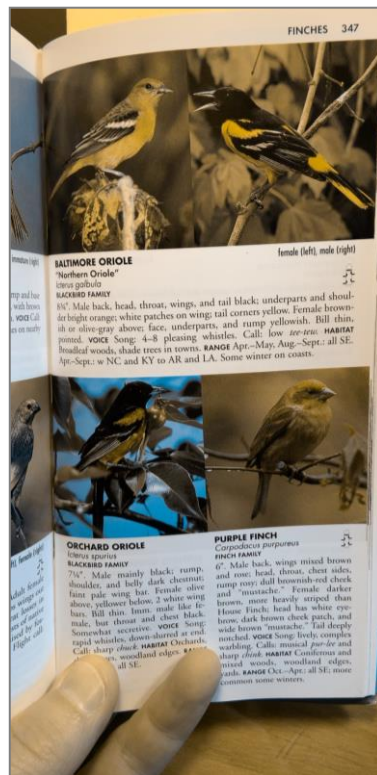 FINCHES 347
female (left), male (right)
BALTIMORE ORIOLE
"Northern Oriole"
Icterus galbula
BLACKBIRD FAMILY
8¾". Male back, head, throat, wings, and tail black; underparts and shoul-
der bright orange; white patches on wing; tail corners yellow. Female brown-
ish or olive-gray above; face, underparts, and rump yellowish. Bill thin,
pointed. VOICE Song: 4–8 pleasing whistles. Call: low tee-tew. HABITAT
Broadleaf woods, shade trees in towns. RANGE Apr.–May, Aug.–Sept.: all SE.
Apr.–Sept.: w NC and KY to AR and LA. Some winter on coasts.
ORCHARD ORIOLE
Icterus spurius
BLACKBIRD FAMILY
7¼". Male mainly black; rump,
shoulder, and belly dark chestnut;
faint pale wing bar. Female olive
above, yellower below, 2 white wing
bars. Bill thin. Imm. male like fe-
male, but throat and chest black.
Somewhat secretive. VOICE Song:
rapid whistles, down-slurred at end.
Call: sharp chuck. HABITAT Orchards,
woodland edges.
all SE.
PURPLE FINCH
Carpodacus purpureus
FINCH FAMILY
6". Male back, wings mixed brown
and rose; head, throat, chest sides,
rump rosy; dull brownish-red cheek
and "mustache." Female darker
brown, more heavily striped than
House Finch; head has white eye-
brow, dark brown cheek patch, and
wide brown "mustache." Tail deeply
notched. VOICE Song: lively, complex
warbling. Calls: musical pur-lee and
sharp chink. HABITAT Coniferous and
mixed woods, woodland edges,
yards. RANGE Oct.–Apr.: all SE; more
common some winters.